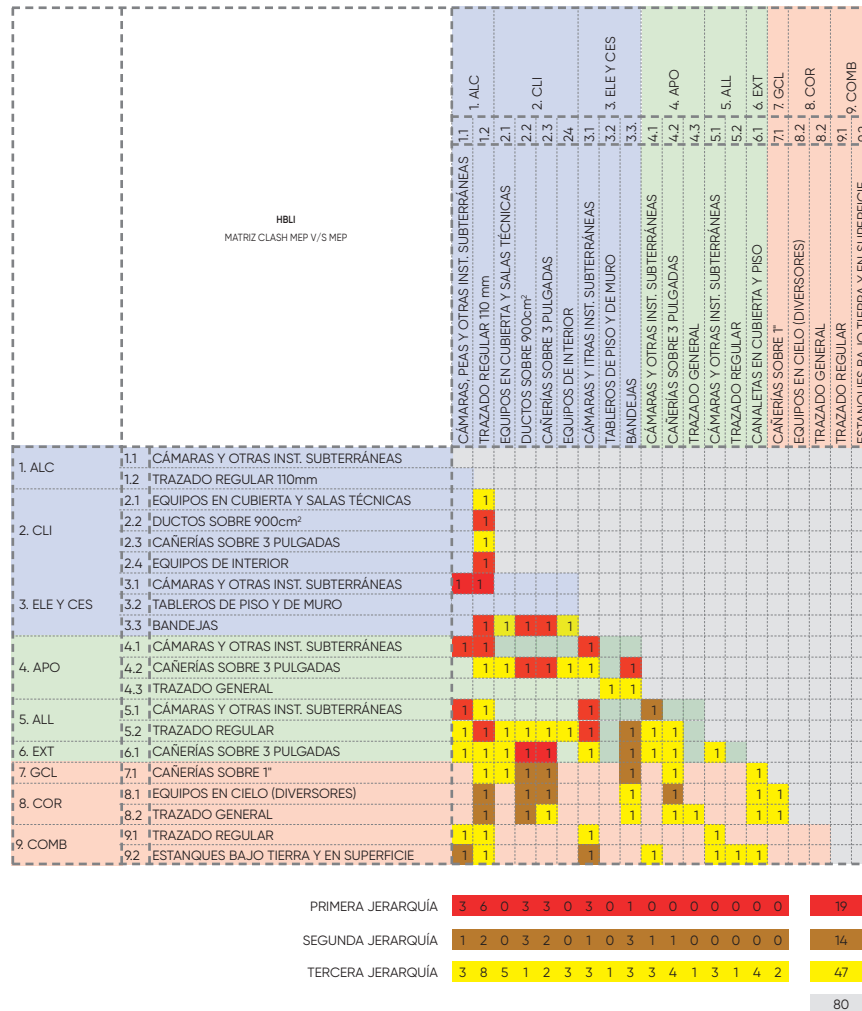 1. ALC
2. CLI
3. ELE Y CES
4. APO
5. ALL
6. EXT
7. GCL
8. COR
9. COMB
1.1
1.2
2.1
2.2
2.3
24
3.1
3.2
3.3.
4.1
4.2
4.3
5.1
5.2
6.1
7.1
8.2
8.2
9.1
HBLI
MATRIZ CLASH MEP V/S MEP
CÁMARAS, PEAS Y OTRAS INST. SUBTERRÁNEAS
TRAZADO REGULAR 110 mm
EQUIPOS EN CUBIERTA Y SALAS TÉCNICAS
DUCTOS SOBRE 900cm²
CAÑERÍAS SOBRE 3 PULGADAS
EQUIPOS DE INTERIOR
CÁMARAS Y ITRAS INST. SUBTERRÁNEAS
TABLEROS DE PISO Y DE MURO
BANDEJAS
CÁMARAS Y OTRAS INST. SUBTERRÁNEAS
CAÑERÍAS SOBRE 3 PULGADAS
TRAZADO GENERAL
CÁMARAS Y OTRAS INST. SUBTERRÁNEAS
TRAZADO REGULAR
CANALETAS EN CUBIERTA Y PISO
CAÑERÍAS SOBRE 1"
EQUIPOS EN CIELO (DIVERSORES)
TRAZADO GENERAL
TRAZADO REGULAR
ESTANQUES BAJO TIERRA Y EN SUPERFICIE
1. ALC
1.1 CÁMARAS Y OTRAS INST. SUBTERRÁNEAS
1.2 TRAZADO REGULAR 110mm
2. CLI
2.1 EQUIPOS EN CUBIERTA Y SALAS TÉCNICAS 1
2.2 DUCTOS SOBRE 900cm² 1
2.3 CAÑERÍAS SOBRE 3 PULGADAS 1
2.4 EQUIPOS DE INTERIOR 1
3. ELE Y CES
3.1 CÁMARAS Y OTRAS INST. SUBTERRÁNEAS 1 1
3.2 TABLEROS DE PISO Y DE MURO
3.3 BANDEJAS 1 1 1 1 1
4. APO
4.1 CÁMARAS Y OTRAS INST. SUBTERRÁNEAS 1 1 1
4.2 CAÑERÍAS SOBRE 3 PULGADAS 1 1 1 1 1 1 1
4.3 TRAZADO GENERAL 1 1
5. ALL
5.1 CÁMARAS Y OTRAS INST. SUBTERRÁNEAS 1 1 1 1
5.2 TRAZADO REGULAR 1 1 1 1 1 1 1 1 1 1
6. EXT
6.1 CAÑERÍAS SOBRE 3 PULGADAS 1 1 1 1 1 1 1 1 1 1
7. GCL
7.1 CAÑERÍAS SOBRE 1" 1 1 1 1 1 1 1
8. COR
8.1 EQUIPOS EN CIELO (DIVERSORES) 1 1 1 1 1 1 1
8.2 TRAZADO GENERAL 1 1 1 1 1 1 1 1
9. COMB
9.1 TRAZADO REGULAR 1 1 1 1
9.2 ESTANQUES BAJO TIERRA Y EN SUPERFICIE 1 1 1 1 1 1 1
PRIMERA JERARQUÍA 3 6 0 3 3 0 3 0 1 0 0 0 0 0 0 0 19
SEGUNDA JERARQUÍA 1 2 0 3 2 0 1 0 3 1 1 0 0 0 0 0 14
TERCERA JERARQUÍA 3 8 5 1 2 3 3 1 3 3 4 1 3 1 4 2 47
80